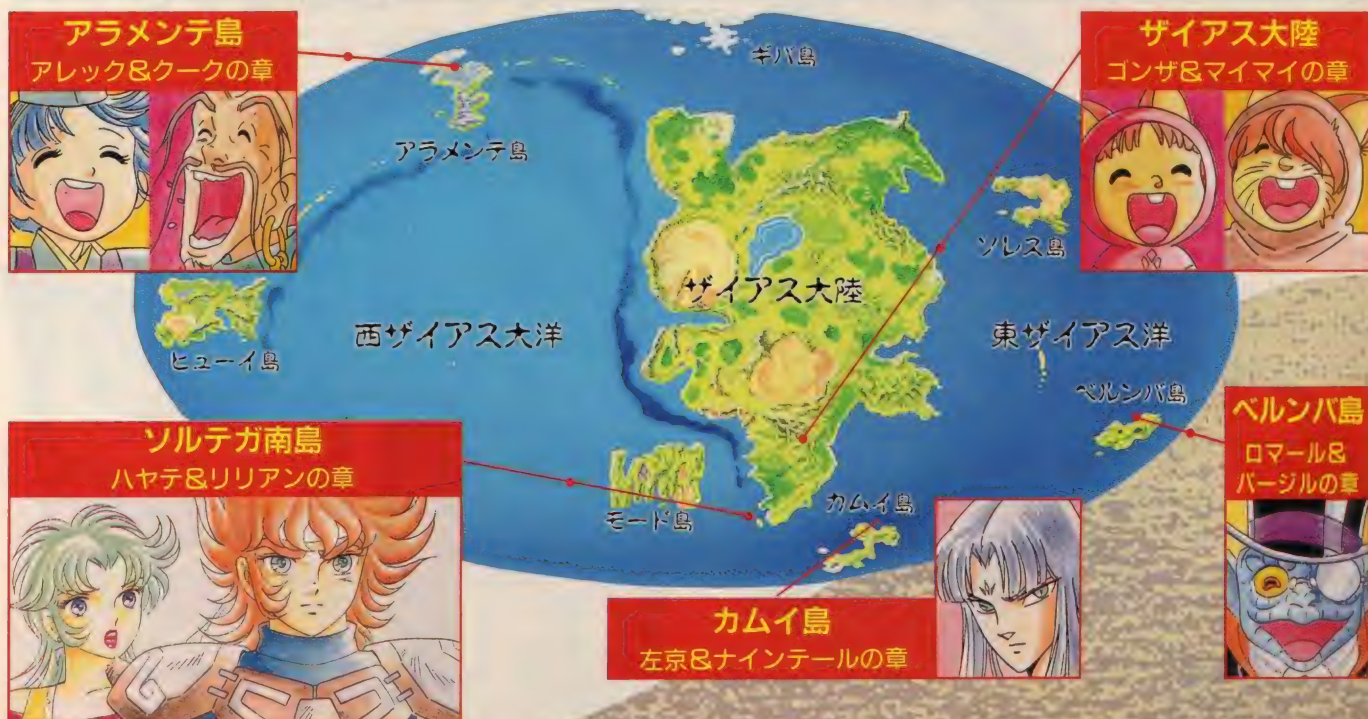 アラメンテ島
アレック&クークの章
ザイアス大陸
ゴンザ&マイマイの章
ギバ島
アラメンテ島
ソレス島
ザイアス大陸
西ザイアス大洋
東ザイアス洋
ヒューイ島
ベルンバ島
ベルンバ島
ロマール&
バージルの章
ソルテガ南島
ハヤテ&リリアンの章
モード島
カムイ島
カムイ島
左京&ナインテールの章